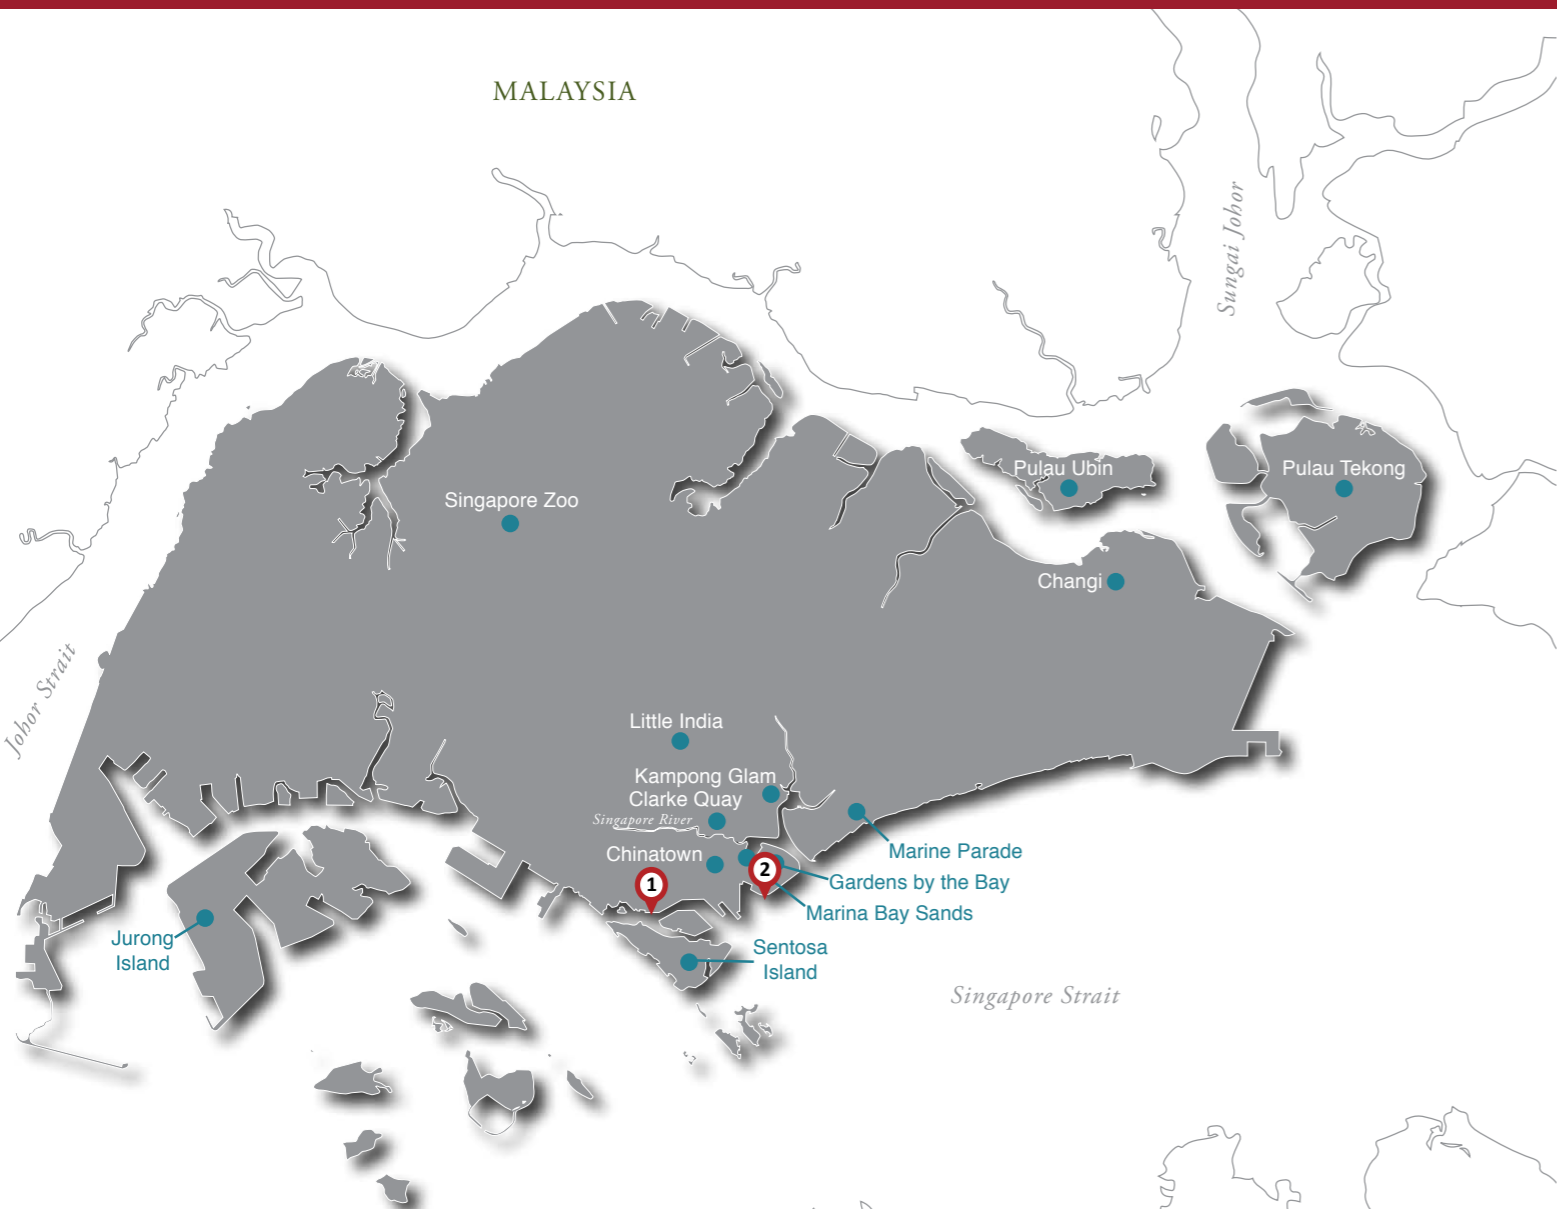 MALAYSIA
Sungai Johor
Pulau Ubin
Pulau Tekong
Singapore Zoo
Changi
Johor Strait
Little India
Kampong Glam
Clarke Quay
Singapore River
Chinatown
Marine Parade
1
2
Gardens by the Bay
Marina Bay Sands
Jurong
Island
Sentosa
Island
Singapore Strait